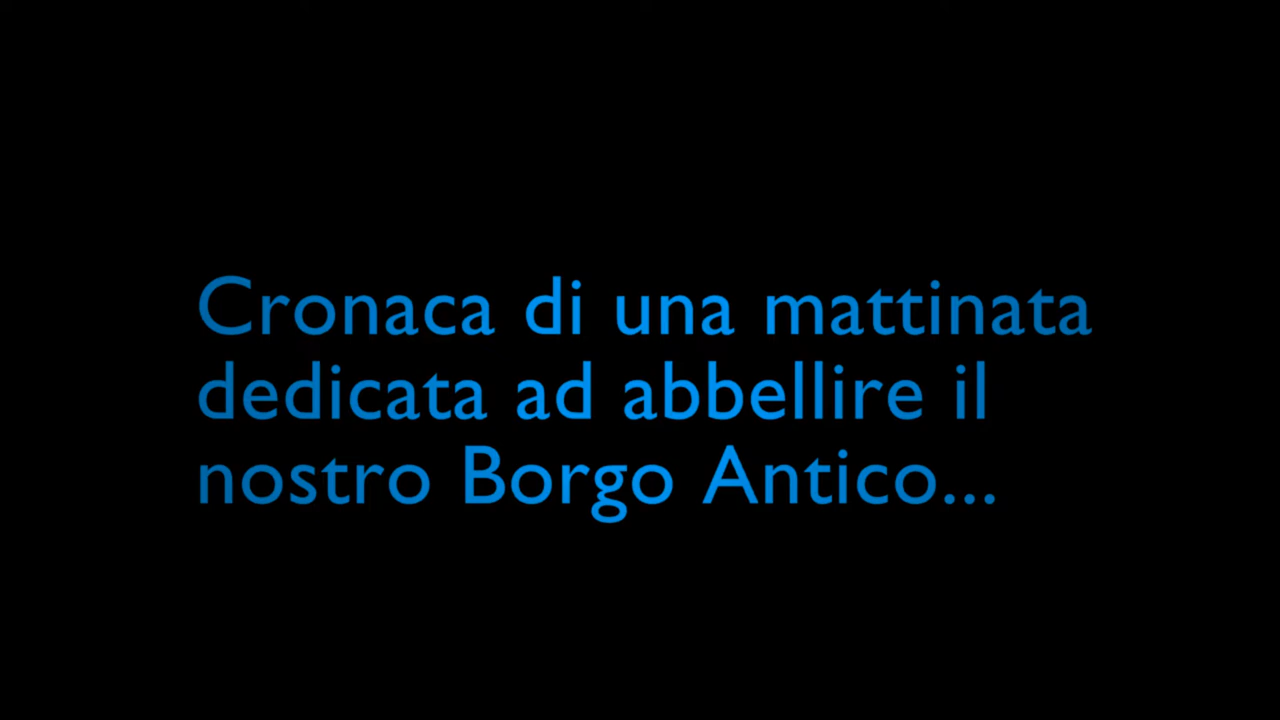 Cronaca di una mattinata
dedicata ad abbellire il
nostro Borgo Antico...